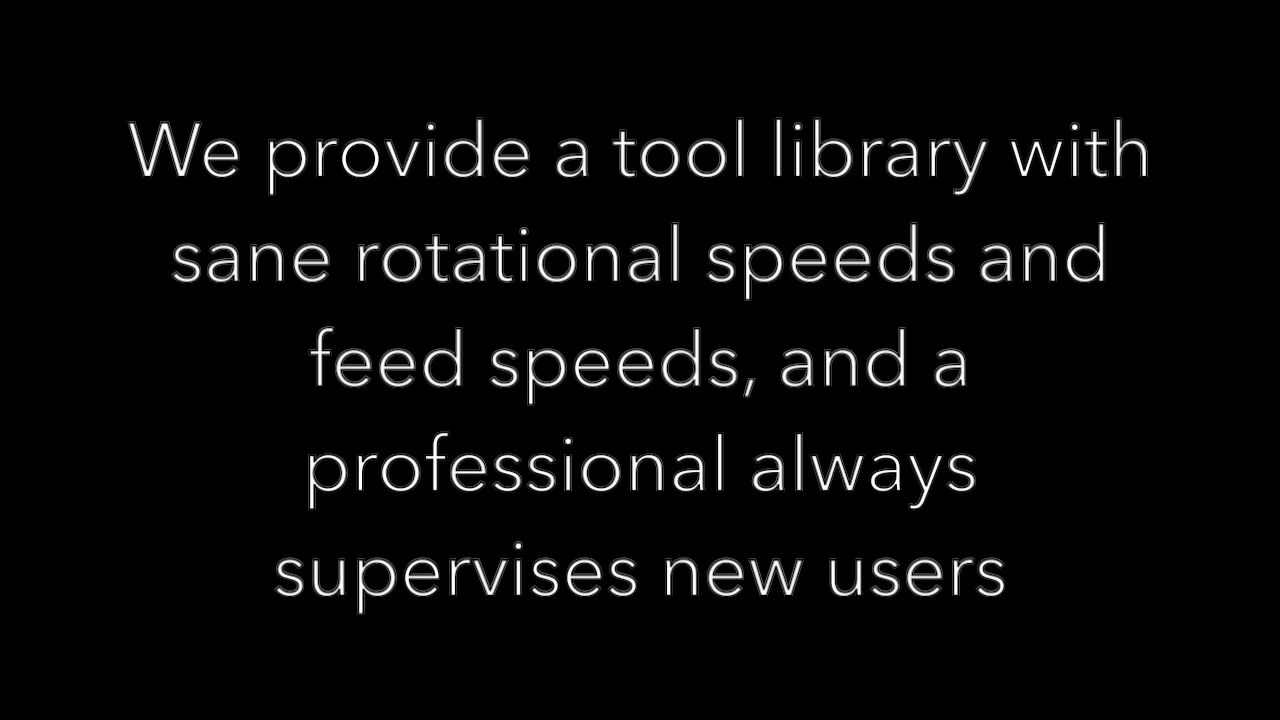 We provide a tool library with
sane rotational speeds and
feed speeds, and a
professional always
supervises new users